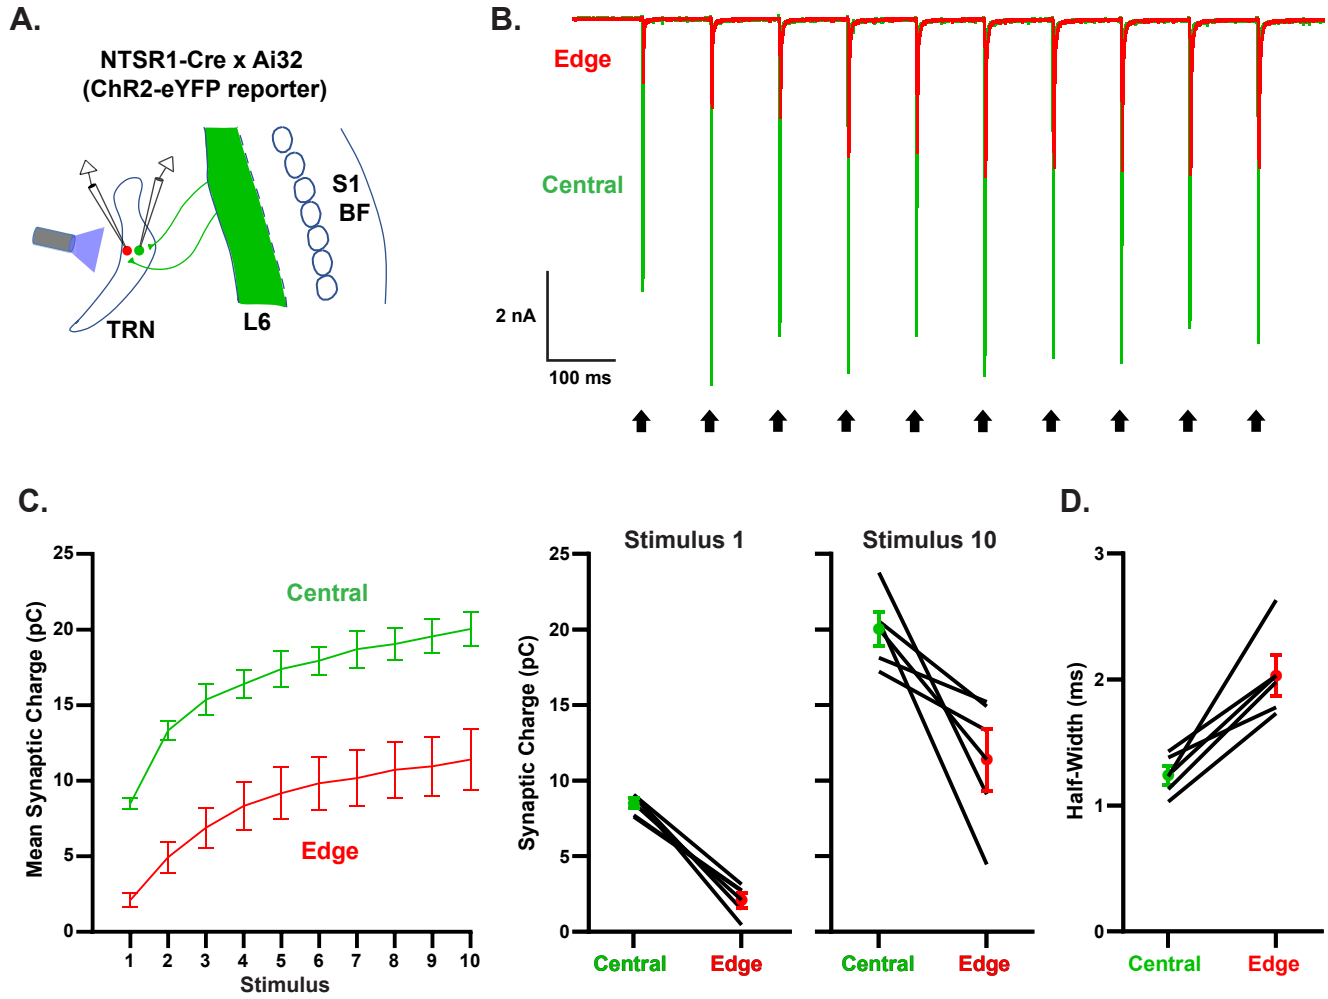 A.
NTSR1-Cre x Ai32
(ChR2-eYFP reporter)
S1
BF
TRN
L6
B.
Edge
Central
2 nA
100 ms
C.
Mean Synaptic Charge (pC)
25
20
15
10
5
0
Central
Edge
1 2 3 4 5 6 7 8 9 10
Stimulus
Stimulus 1
Synaptic Charge (pC)
25
20
15
10
5
0
Central Edge
Stimulus 10
Central Edge
D.
Half-Width (ms)
3
2
1
0
Central Edge